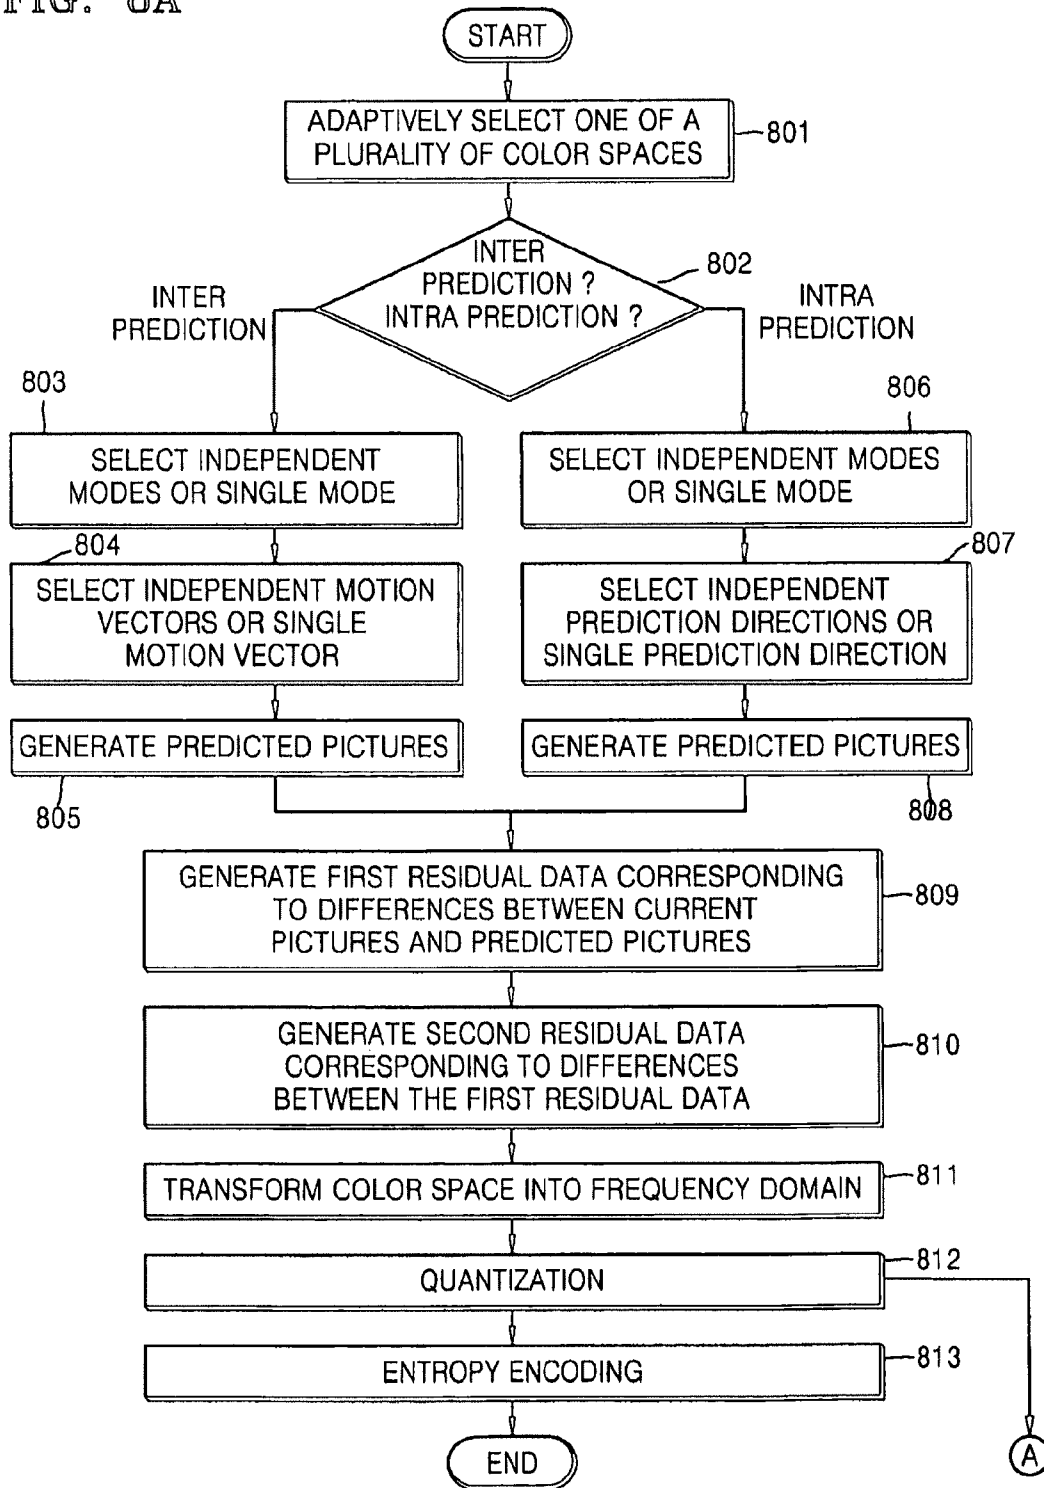 FIG. 8A
START
ADAPTIVELY SELECT ONE OF A
PLURALITY OF COLOR SPACES
801
INTER
PREDICTION ?
INTRA PREDICTION ?
802
INTER
PREDICTION
INTRA
PREDICTION
803
SELECT INDEPENDENT
MODES OR SINGLE MODE
806
SELECT INDEPENDENT MODES
OR SINGLE MODE
804
SELECT INDEPENDENT MOTION
VECTORS OR SINGLE
MOTION VECTOR
807
SELECT INDEPENDENT
PREDICTION DIRECTIONS OR
SINGLE PREDICTION DIRECTION
GENERATE PREDICTED PICTURES
805
GENERATE PREDICTED PICTURES
808
GENERATE FIRST RESIDUAL DATA CORRESPONDING
TO DIFFERENCES BETWEEN CURRENT
PICTURES AND PREDICTED PICTURES
809
GENERATE SECOND RESIDUAL DATA
CORRESPONDING TO DIFFERENCES
BETWEEN THE FIRST RESIDUAL DATA
810
TRANSFORM COLOR SPACE INTO FREQUENCY DOMAIN
811
QUANTIZATION
812
ENTROPY ENCODING
813
END
A